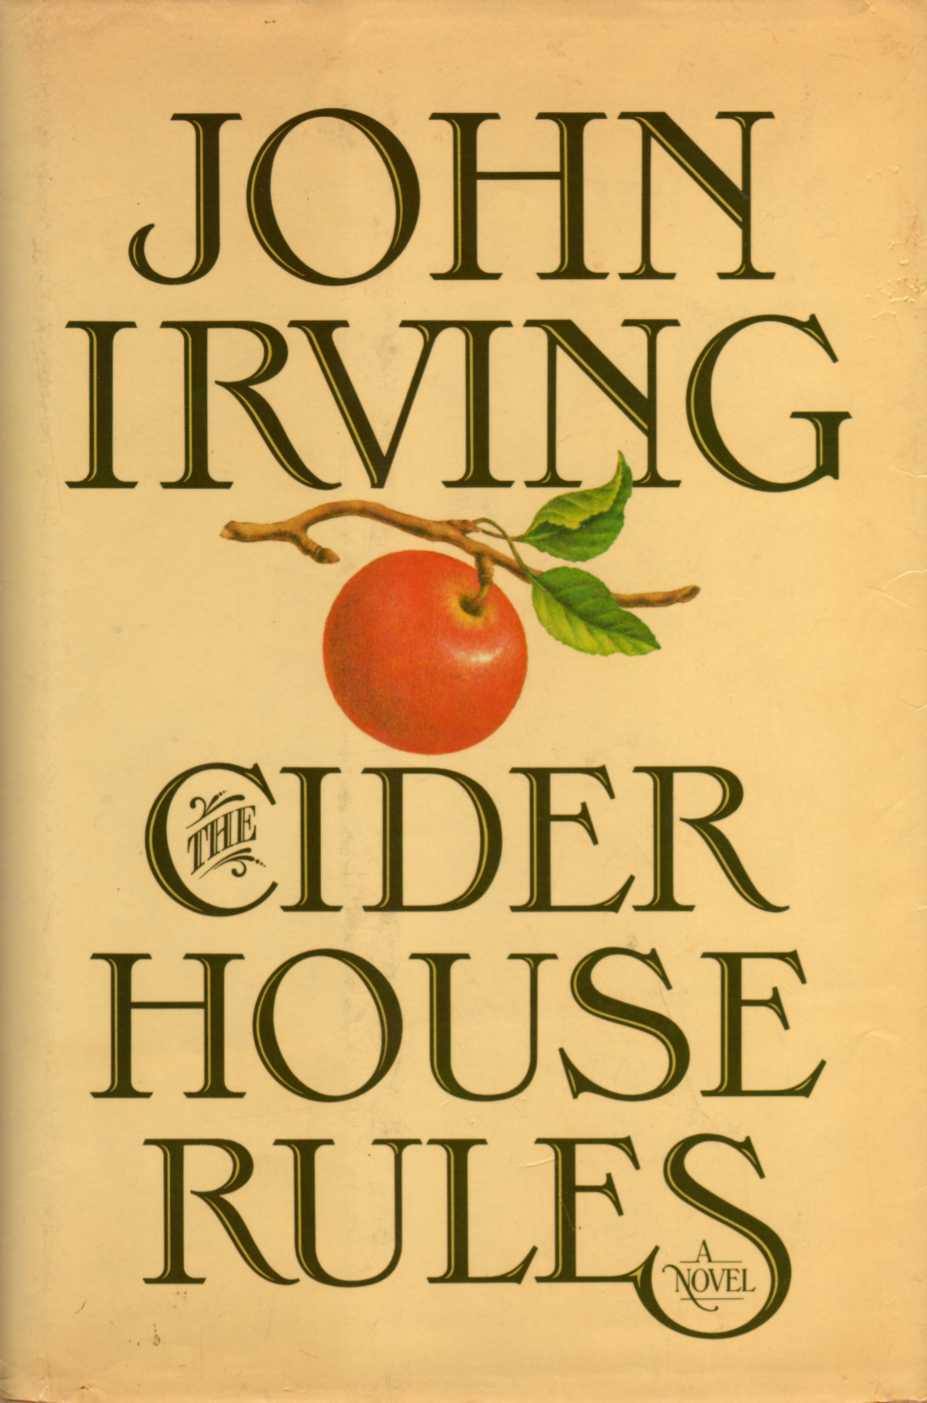 JOHN
IRVING
THE
CIDER
HOUSE
RULES
A
NOVEL